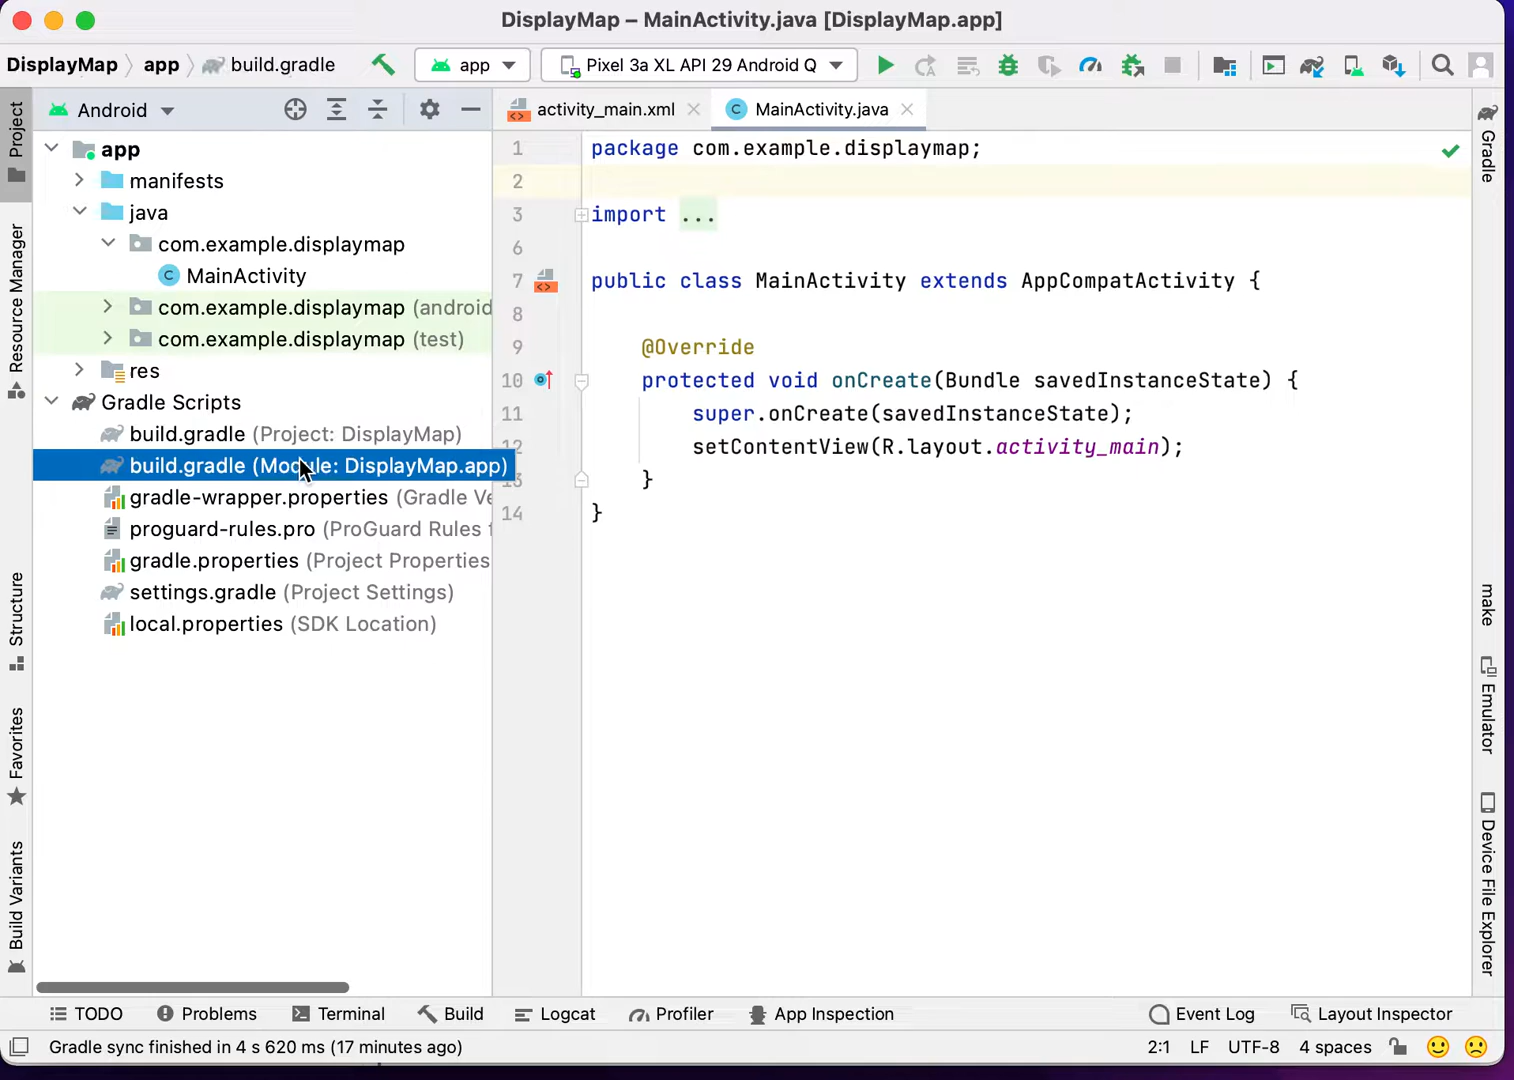 DisplayMap – MainActivity.java [DisplayMap.app]
DisplayMap app build.gradle app Pixel 3a XL API 29 Android Q
Project
Resource Manager
Structure
Favorites
Build Variants
Android
app
manifests
java
com.example.displaymap
MainActivity
com.example.displaymap (android
com.example.displaymap (test)
res
Gradle Scripts
build.gradle (Project: DisplayMap)
build.gradle (Module: DisplayMap.app)
gradle-wrapper.properties (Gradle Ve
proguard-rules.pro (ProGuard Rules f
gradle.properties (Project Properties
settings.gradle (Project Settings)
local.properties (SDK Location)
activity_main.xml MainActivity.java
1 package com.example.displaymap;
2
3 import ...
6
7 public class MainActivity extends AppCompatActivity {
8
9 @Override
10 protected void onCreate(Bundle savedInstanceState) {
11 super.onCreate(savedInstanceState);
12 setContentView(R.layout.activity_main);
13 }
14 }
Gradle
make
Emulator
Device File Explorer
TODO Problems Terminal Build Logcat Profiler App Inspection Event Log Layout Inspector
Gradle sync finished in 4 s 620 ms (17 minutes ago) 2:1 LF UTF-8 4 spaces